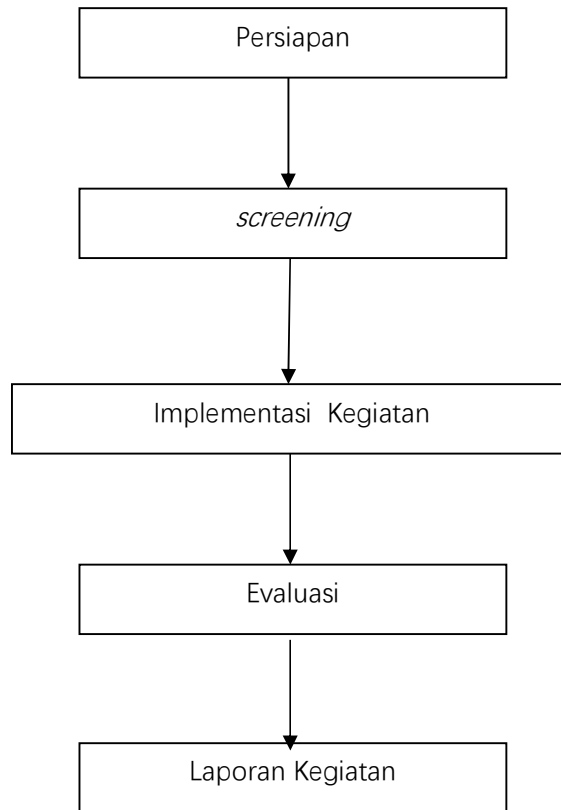 Persiapan
screening
Implementasi Kegiatan
Evaluasi
Laporan Kegiatan